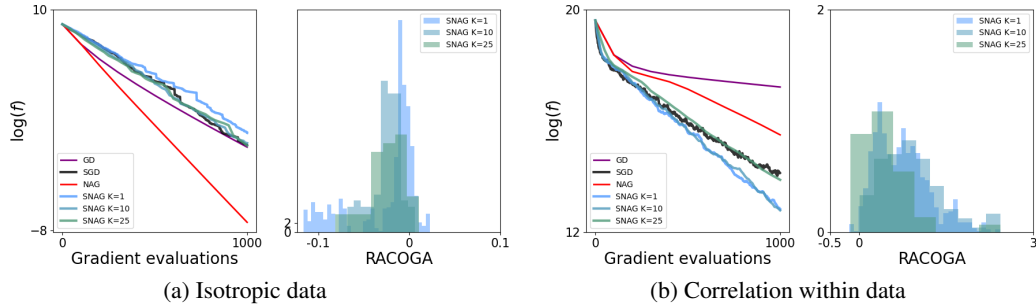 10
log(f)
-8
GD
SGD
NAG
SNAG K=1
SNAG K=10
SNAG K=25
0
1000
Gradient evaluations
SNAG K=1
SNAG K=10
SNAG K=25
2
0
-0.1
0
0.1
RACOGA
(a) Isotropic data
20
log(f)
12
GD
SGD
NAG
SNAG K=1
SNAG K=10
SNAG K=25
0
1000
Gradient evaluations
2
SNAG K=1
SNAG K=10
SNAG K=25
0
-0.5
0
3
RACOGA
(b) Correlation within data